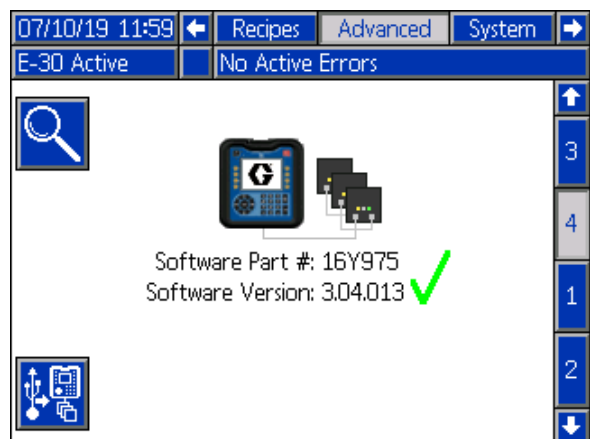 07/10/19 11:59 Recipes Advanced System
E-30 Active No Active Errors
3
4
Software Part #: 16Y975
Software Version: 3.04.013
1
2